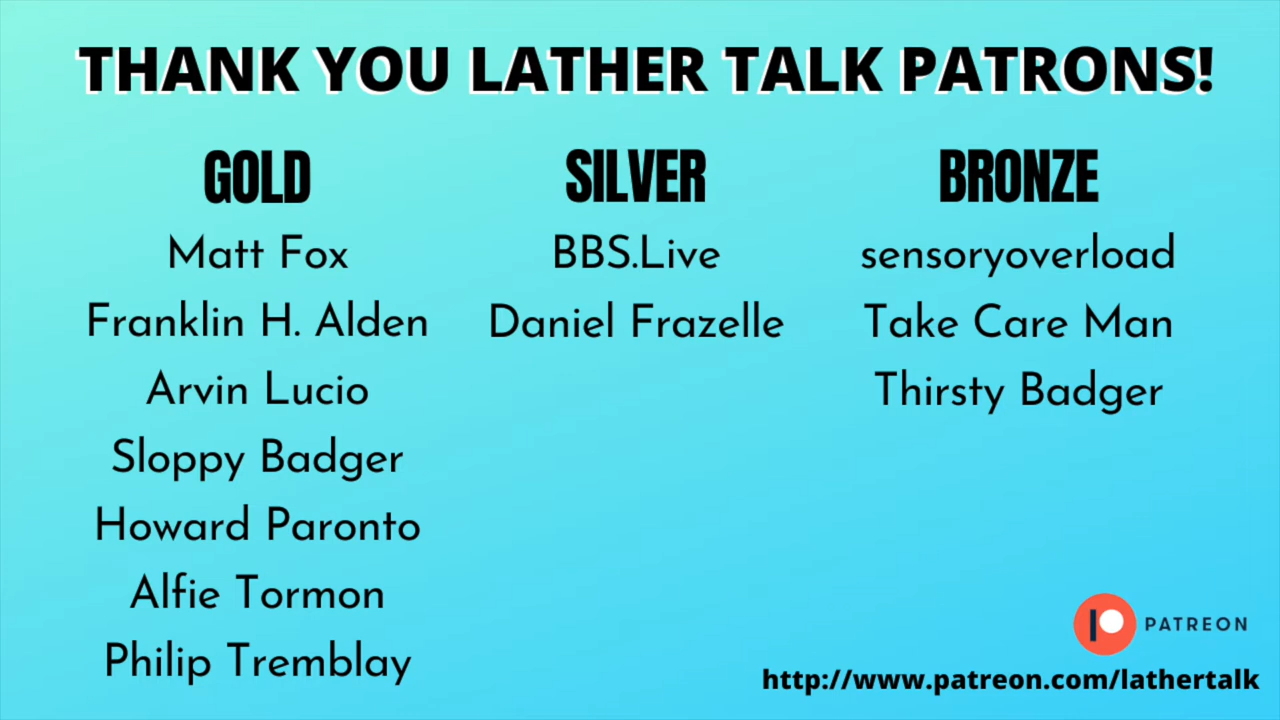 THANK YOU LATHER TALK PATRONS!
GOLD
Matt Fox
Franklin H. Alden
Arvin Lucio
Sloppy Badger
Howard Paronto
Alfie Tormon
Philip Tremblay
SILVER
BBS.Live
Daniel Frazelle
BRONZE
sensoryoverload
Take Care Man
Thirsty Badger
PATREON
http://www.patreon.com/lathertalk